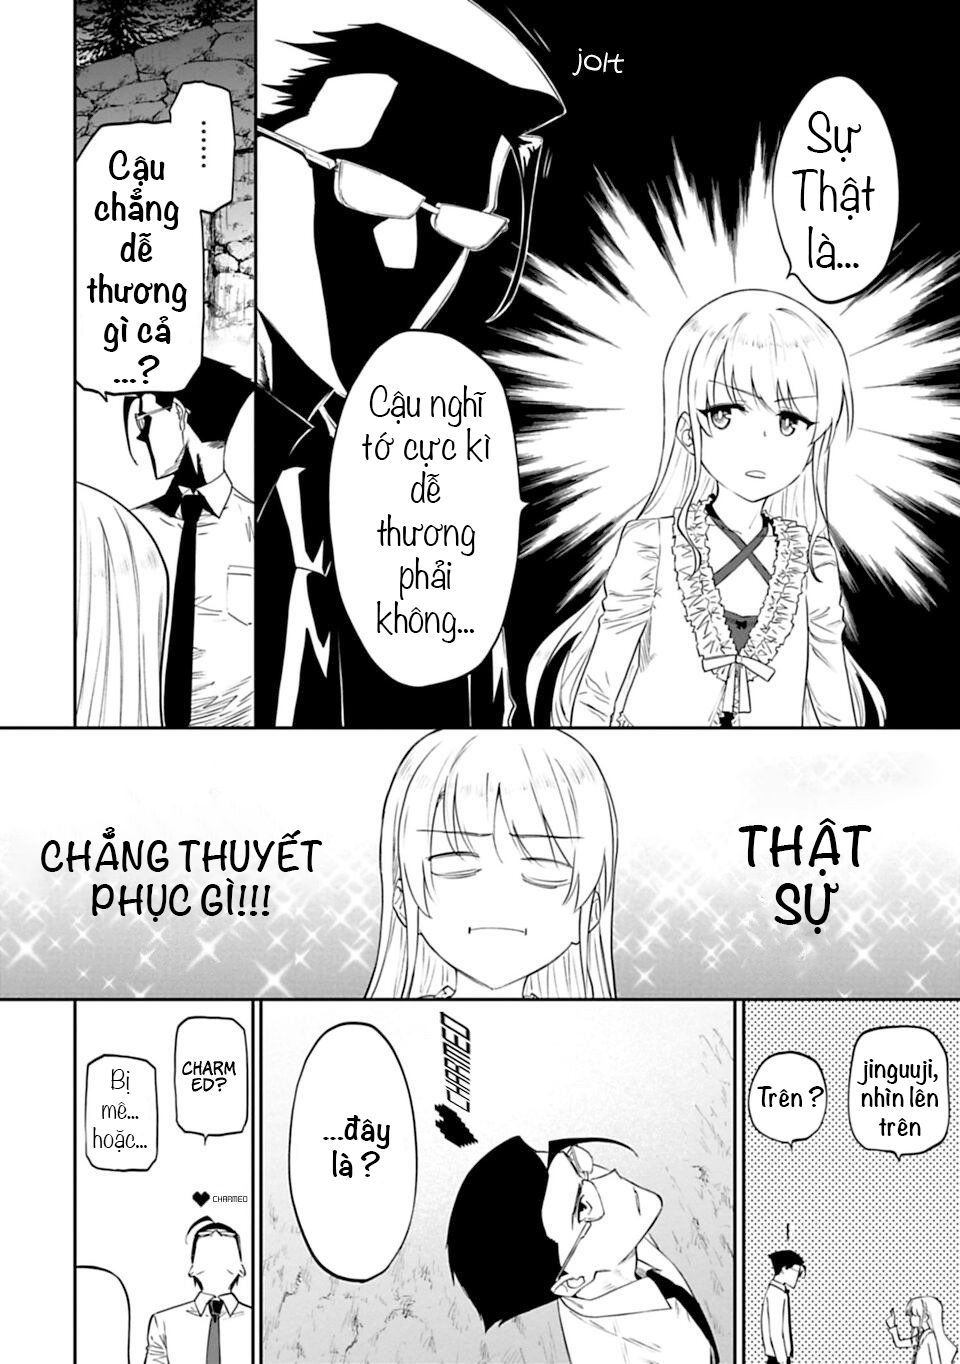 Sự
Thật
là...
jolt
Cậu nghĩ
tớ cực kì
dễ
thương
phải
không...
........
Cậu
chẳng
dễ
thương
gì cả
...?
THẬT
SỰ
CHẲNG THUYẾT
PHỤC GÌ!!!
jinguuji,
nhìn lên
trên
Trên ?
CHARMED
...đây
là ?
CHARM
ED?
Bị
mê...
hoặc...
CHARMED